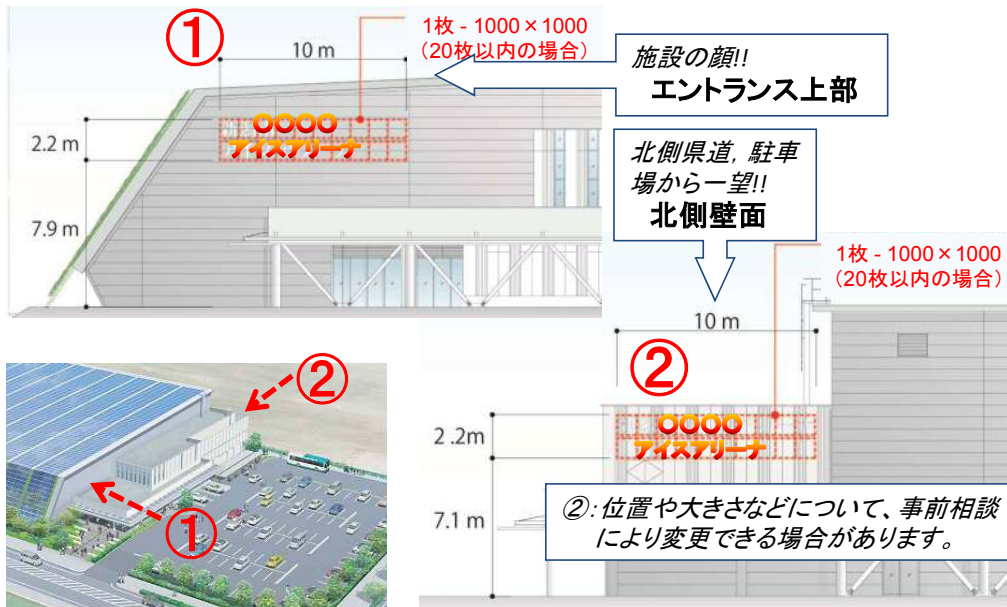 ①
1枚 - 1000×1000
(20枚以内の場合)
10 m
施設の顔!!
エントランス上部
2.2 m
〇〇〇〇
アイスアリーナ
7.9 m
北側県道, 駐車
場から一望!!
北側壁面
1枚 - 1000×1000
(20枚以内の場合)
10 m
②
2.2m
〇〇〇〇
アイスアリーナ
7.1 m
②:位置や大きさなどについて、事前相談
により変更できる場合があります。
②
①